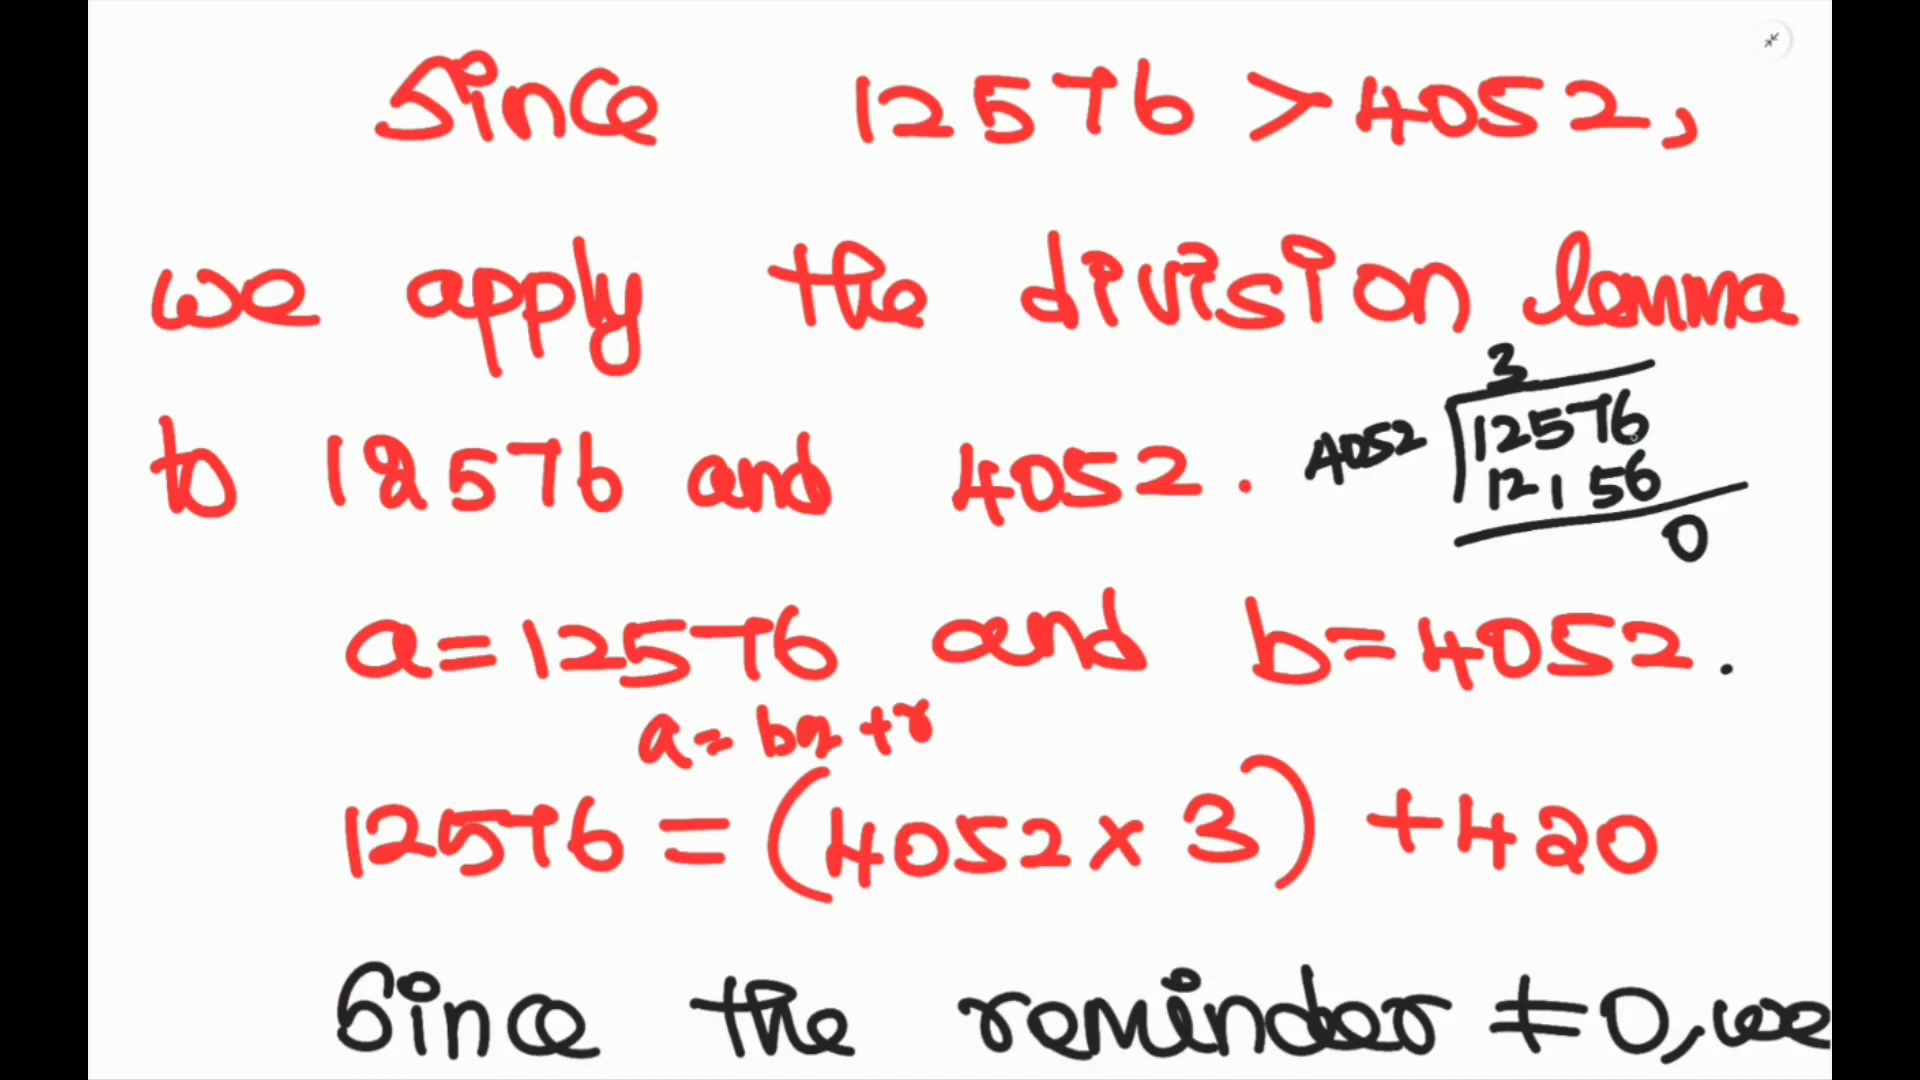 Since 12576 > 4052,
we apply the division lemma
to 12576 and 4052.
3
4052 12576
12156
0
a=12576 and b=4052.
a=bq+r
12576=(4052×3)+420
Since the reminder ≠0, we